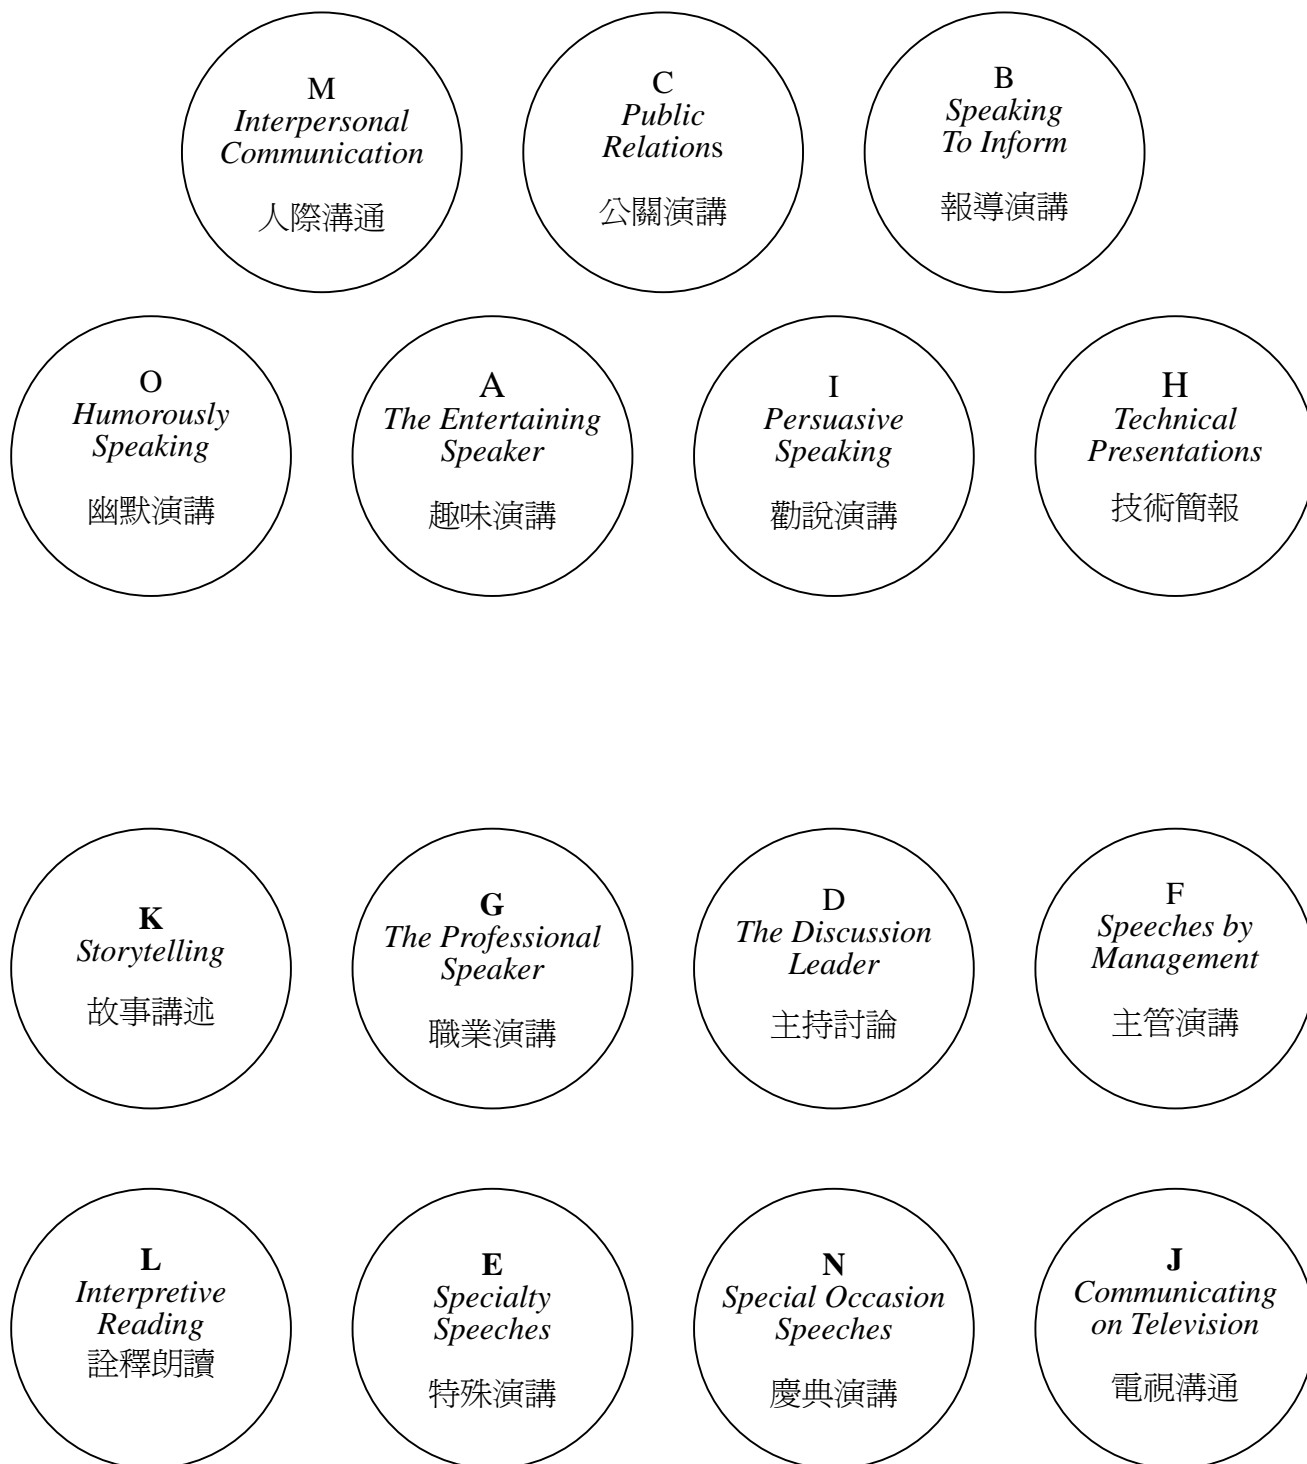 M
Interpersonal
Communication
人際溝通
C
Public
Relations
公關演講
B
Speaking
To Inform
報導演講
O
Humorously
Speaking
幽默演講
A
The Entertaining
Speaker
趣味演講
I
Persuasive
Speaking
勸說演講
H
Technical
Presentations
技術簡報
K
Storytelling
故事講述
G
The Professional
Speaker
職業演講
D
The Discussion
Leader
主持討論
F
Speeches by
Management
主管演講
L
Interpretive
Reading
詮釋朗讀
E
Specialty
Speeches
特殊演講
N
Special Occasion
Speeches
慶典演講
J
Communicating
on Television
電視溝通